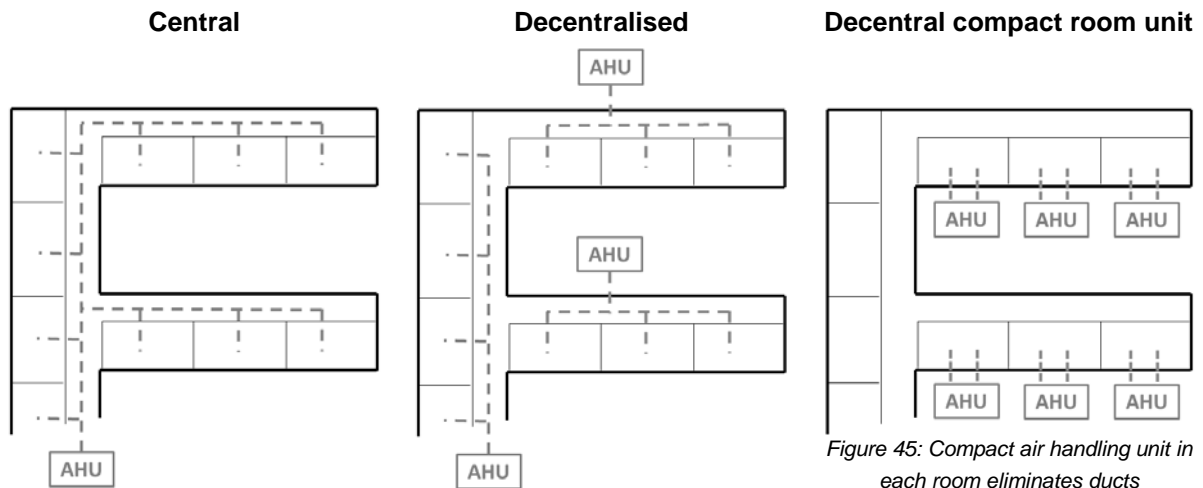 Central
Decentralised
Decentral compact room unit
AHU
AHU
AHU AHU AHU
AHU AHU AHU
AHU
AHU
Figure 45: Compact air handling unit in
each room eliminates ducts